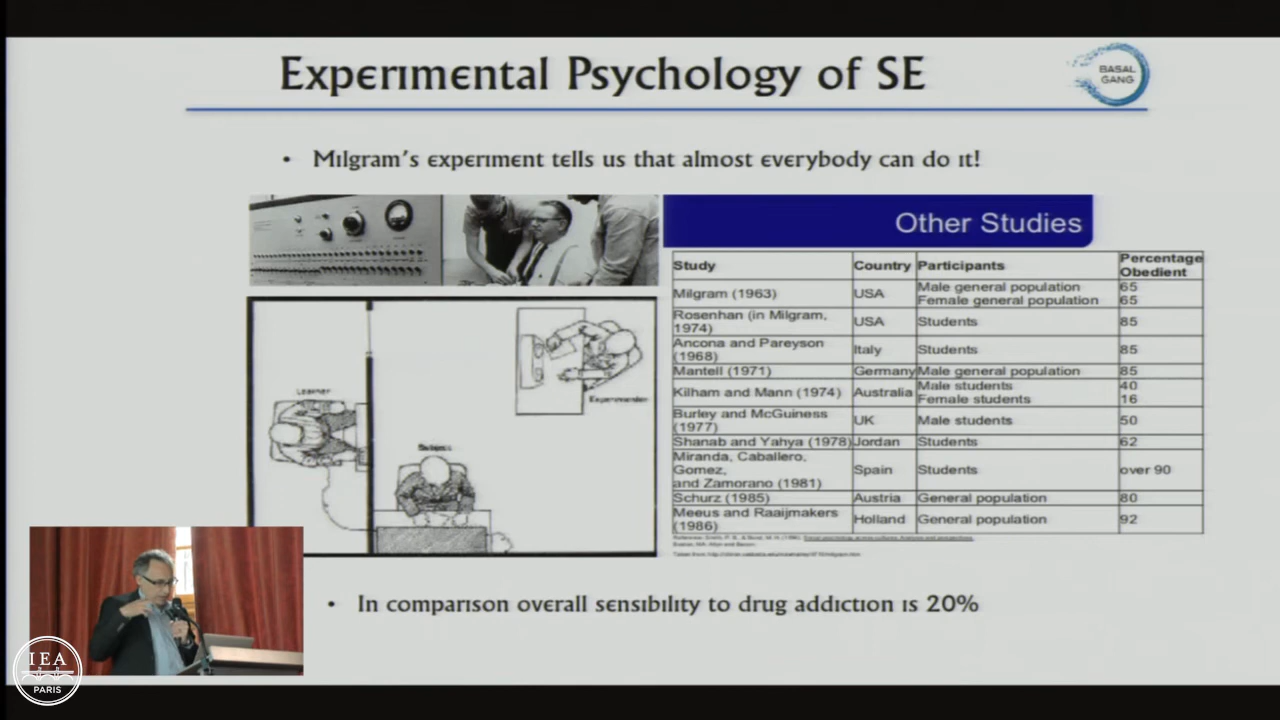 Experimental Psychology of SE
BASAL
GANG
• Milgram's experiment tells us that almost everybody can do it!
Other Studies
Study Country Participants Percentage
Obedient
Milgram (1963) USA Male general population 65
Female general population 65
Rosenhan (in Milgram,
1974) USA Students 85
Ancona and Pareyson
(1968) Italy Students 85
Mantell (1971) Germany Male general population 85
Kilham and Mann (1974) Australia Male students 40
Female students 16
Burley and McGuiness
(1977) UK Male students 50
Shanab and Yahya (1978) Jordan Students 62
Miranda, Caballero,
Gomez,
and Zamorano (1981) Spain Students over 90
Schurz (1985) Austria General population 80
Meeus and Raaijmakers
(1986) Holland General population 92
Learner
Subject
Experimenter
• In comparison overall sensibility to drug addiction is 20%
IEA
PARIS